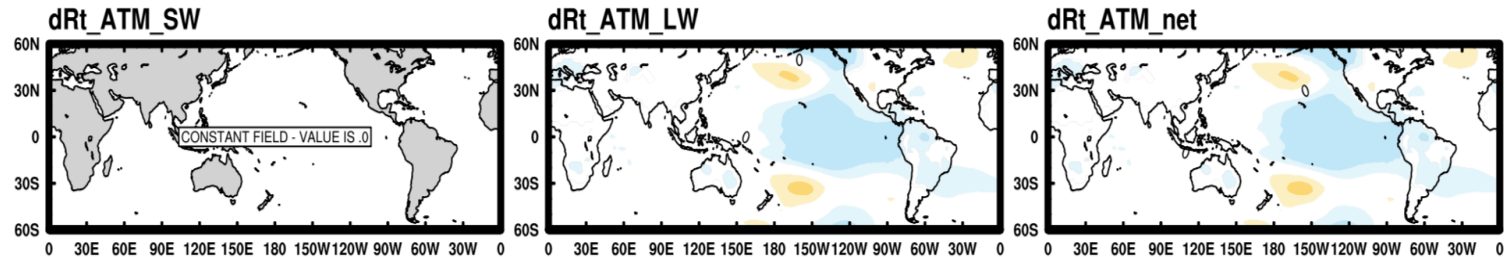 dRt_ATM_SW
dRt_ATM_LW
dRt_ATM_net
60N
30N
0
30S
60S
CONSTANT FIELD - VALUE IS .0
0 30E 60E 90E 120E 150E 180 150W 120W 90W 60W 30W 0
60N
30N
0
30S
60S
0 30E 60E 90E 120E 150E 180 150W 120W 90W 60W 30W 0
60N
30N
0
30S
60S
0 30E 60E 90E 120E 150E 180 150W 120W 90W 60W 30W 0